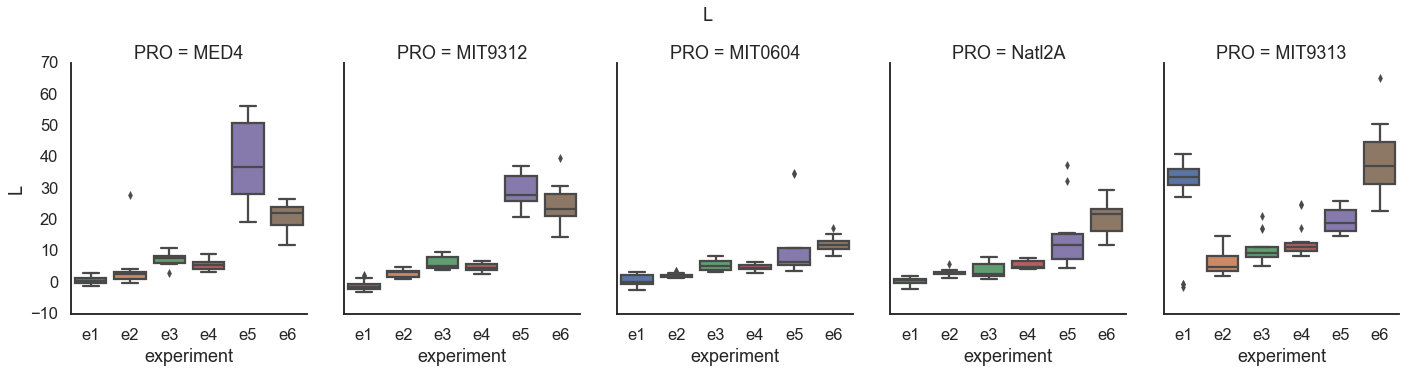 L
PRO = MED4 PRO = MIT9312 PRO = MIT0604 PRO = Natl2A PRO = MIT9313
70
60
50
40
30
20
10
0
−10
L
e1 e2 e3 e4 e5 e6 e1 e2 e3 e4 e5 e6 e1 e2 e3 e4 e5 e6 e1 e2 e3 e4 e5 e6 e1 e2 e3 e4 e5 e6
experiment experiment experiment experiment experiment